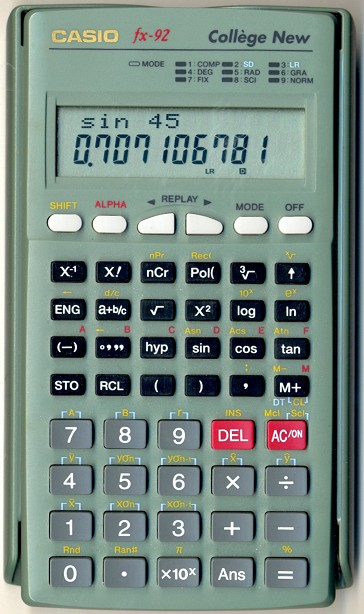 CASIO fx-92 Collège New
MODE 1:COMP 2:SD 3:LR
4:DEG 5:RAD 6:GRA
7:FIX 8:SCI 9:NORM
sin 45
0.707106781
LR D
SHIFT ALPHA ◄ REPLAY ► MODE OFF
nPr Rec(
X-1 X! nCr Pol( 3√ ↑
← d/c 10x ex
ENG a+b/c √ X2 log ln
A ← B C Asn D Acs E Atn F
(−) hyp sin cos tan
: M− M
STO RCL ( ) , M+
DT CL
A B Γ INS Mcl Scl
7 8 9 DEL AC/ON
4 5 6 × ÷
1 2 3 + −
Rnd Ran# π %
0 . ×10x Ans =